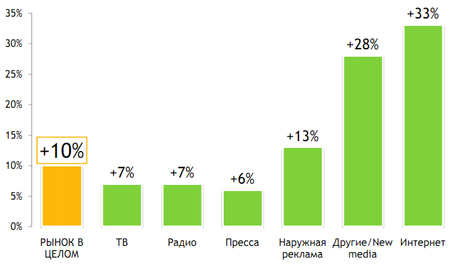 35%
30%
25%
20%
15%
10%
5%
0%
+10%
+7%
+7%
+6%
+13%
+28%
+33%
РЫНОК В
ЦЕЛОМ
ТВ
Радио
Пресса
Наружная
реклама
Другие/New
media
Интернет